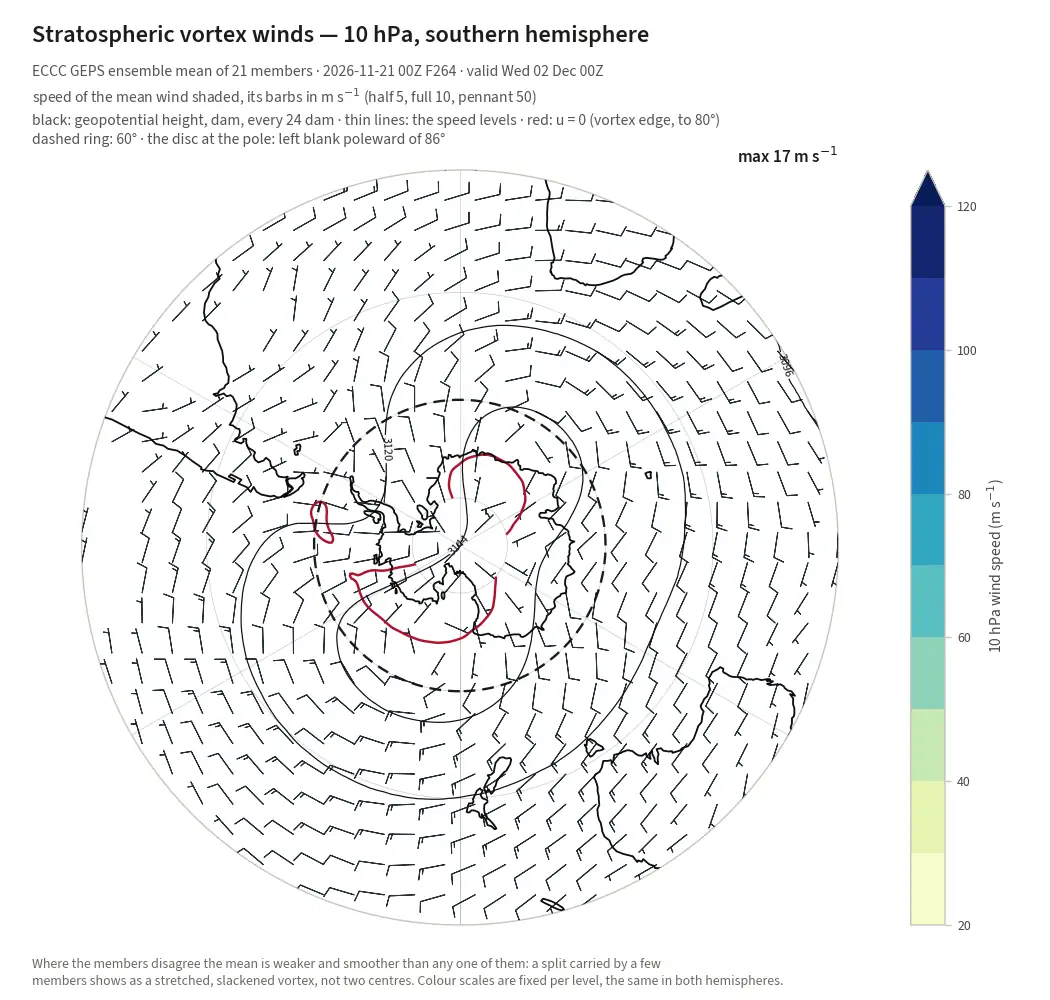 Stratospheric vortex winds — 10 hPa, southern hemisphere
ECCC GEPS ensemble mean of 21 members · 2026-11-21 00Z F264 · valid Wed 02 Dec 00Z
speed of the mean wind shaded, its barbs in m s⁻¹ (half 5, full 10, pennant 50)
black: geopotential height, dam, every 24 dam · thin lines: the speed levels · red: u = 0 (vortex edge, to 80°)
dashed ring: 60° · the disc at the pole: left blank poleward of 86°
max 17 m s⁻¹
120
100
80
60
40
20
10 hPa wind speed (m s⁻¹)
3096
3120
3144
Where the members disagree the mean is weaker and smoother than any one of them: a split carried by a few
members shows as a stretched, slackened vortex, not two centres. Colour scales are fixed per level, the same in both hemispheres.